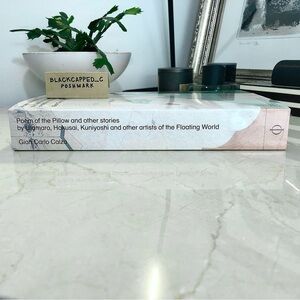 BLACKCAPPED_C
POSHMARK
Poem of the Pillow and other stories
by Utamaro, Hokusai, Kuniyoshi and other artists of the Floating World
Gian Carlo Calza